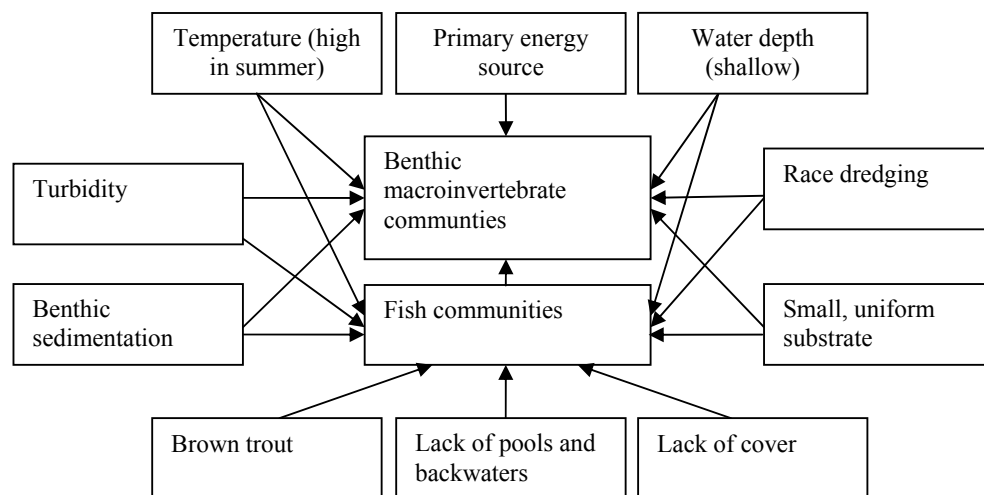 Temperature (high
in summer)
Primary energy
source
Water depth
(shallow)
Turbidity
Benthic
macroinvertebrate
communties
Race dredging
Benthic
sedimentation
Fish communities
Small, uniform
substrate
Brown trout
Lack of pools and
backwaters
Lack of cover